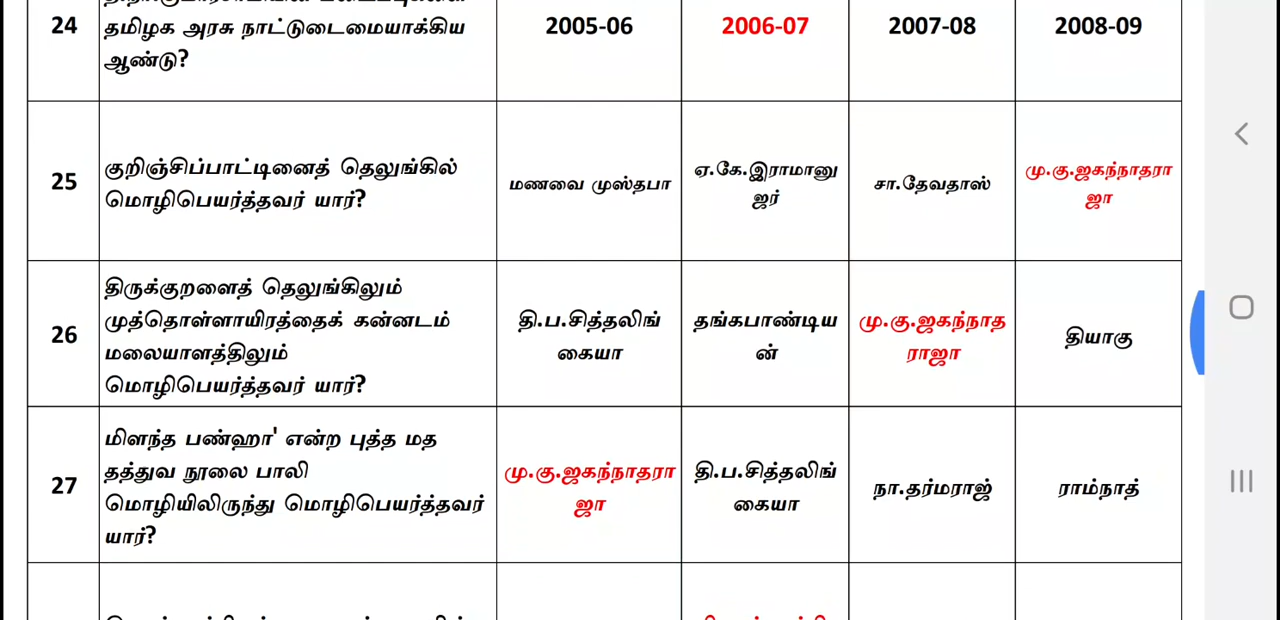 24
தமிழக அரசு நாட்டுடைமையாக்கிய
ஆண்டு?
2005-06
2006-07
2007-08
2008-09
25
குறிஞ்சிப்பாட்டினைத் தெலுங்கில்
மொழிபெயர்த்தவர் யார்?
மணவை முஸ்தபா
ஏ.கே.இராமானு
ஜர்
சா.தேவதாஸ்
மு.கு.ஜகந்நாதரா
ஜா
26
திருக்குறளைத் தெலுங்கிலும்
முத்தொள்ளாயிரத்தைக் கன்னடம்
மலையாளத்திலும்
மொழிபெயர்த்தவர் யார்?
தி.ப.சித்தலிங்
கையா
தங்கபாண்டிய
ன்
மு.கு.ஜகந்நாத
ராஜா
தியாகு
27
மிளந்த பண்ஹா' என்ற புத்த மத
தத்துவ நூலை பாலி
மொழியிலிருந்து மொழிபெயர்த்தவர்
யார்?
மு.கு.ஜகந்நாதரா
ஜா
தி.ப.சித்தலிங்
கையா
நா.தர்மராஜ்
ராம்நாத்